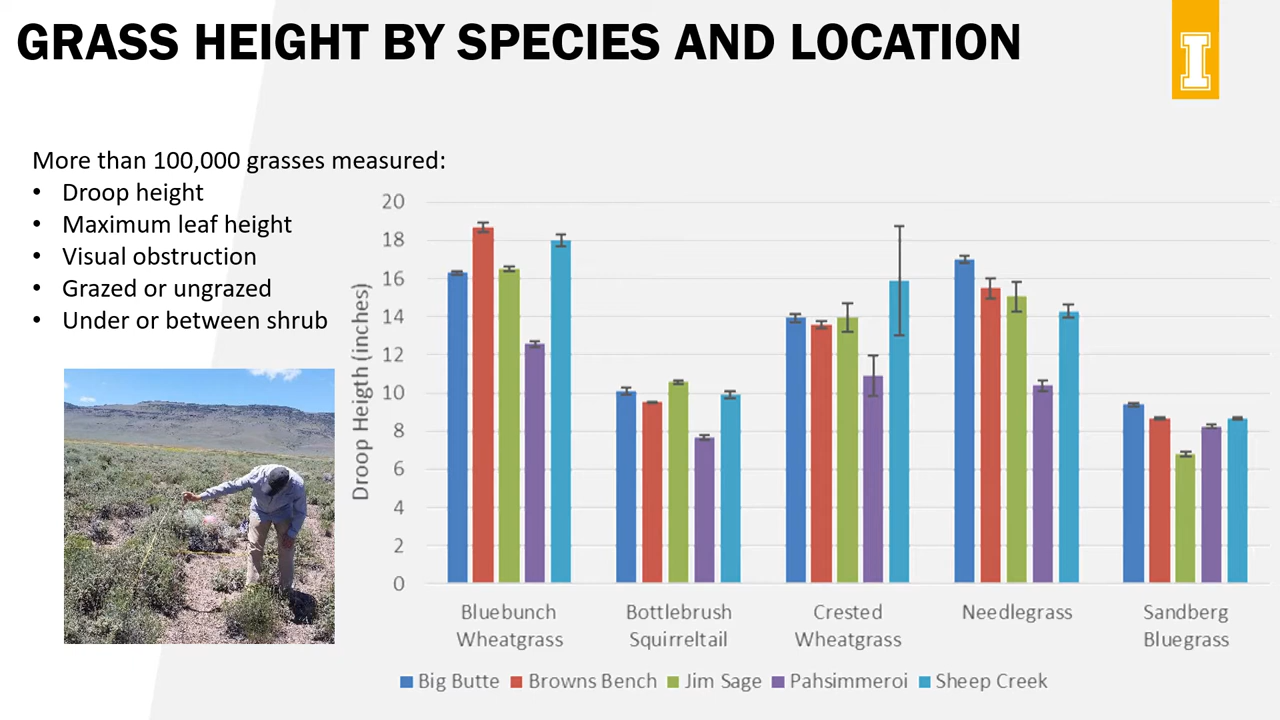 GRASS HEIGHT BY SPECIES AND LOCATION
I
More than 100,000 grasses measured:
• Droop height
• Maximum leaf height
• Visual obstruction
• Grazed or ungrazed
• Under or between shrub
Droop Heigth (inches)
20
18
16
14
12
10
8
6
4
2
0
Bluebunch Wheatgrass
Bottlebrush Squirreltail
Crested Wheatgrass
Needlegrass
Sandberg Bluegrass
Big Butte Browns Bench Jim Sage Pahsimmeroi Sheep Creek